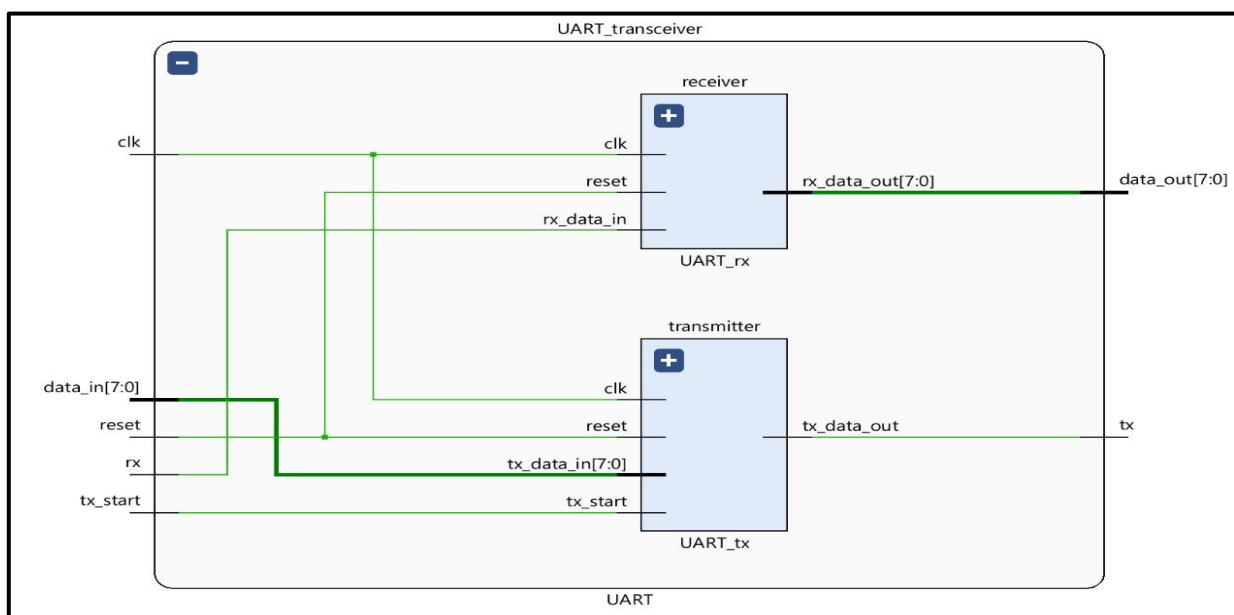 UART_transceiver
receiver
clk
clk
reset
rx_data_out[7:0]
data_out[7:0]
rx_data_in
UART_rx
transmitter
data_in[7:0]
clk
reset
reset
tx_data_out
tx
rx
tx_data_in[7:0]
tx_start
tx_start
UART_tx
UART